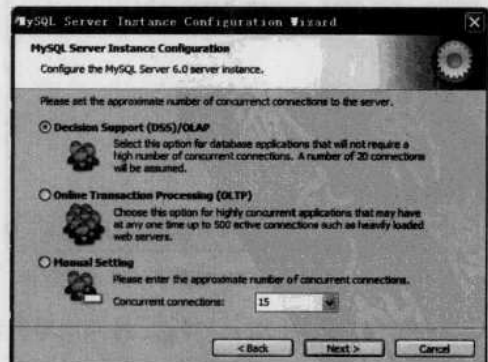 MySQL Server Instance Configuration Wizard
MySQL Server Instance Configuration
Configure the MySQL Server 6.0 server instance.
Please set the approximate number of concurrenct connections to the server.
Decision Support (DSS)/OLAP
Select this option for database applications that will not require a
high number of concurrent connections. A number of 20 connections
will be assumed.
Online Transaction Processing (OLTP)
Choose this option for highly concurrent applications that may have
at any one time up to 500 active connections such as heavily loaded
web servers.
Manual Setting
Please enter the approximate number of concurrent connections.
Concurrent connections: 15
< Back Next > Cancel